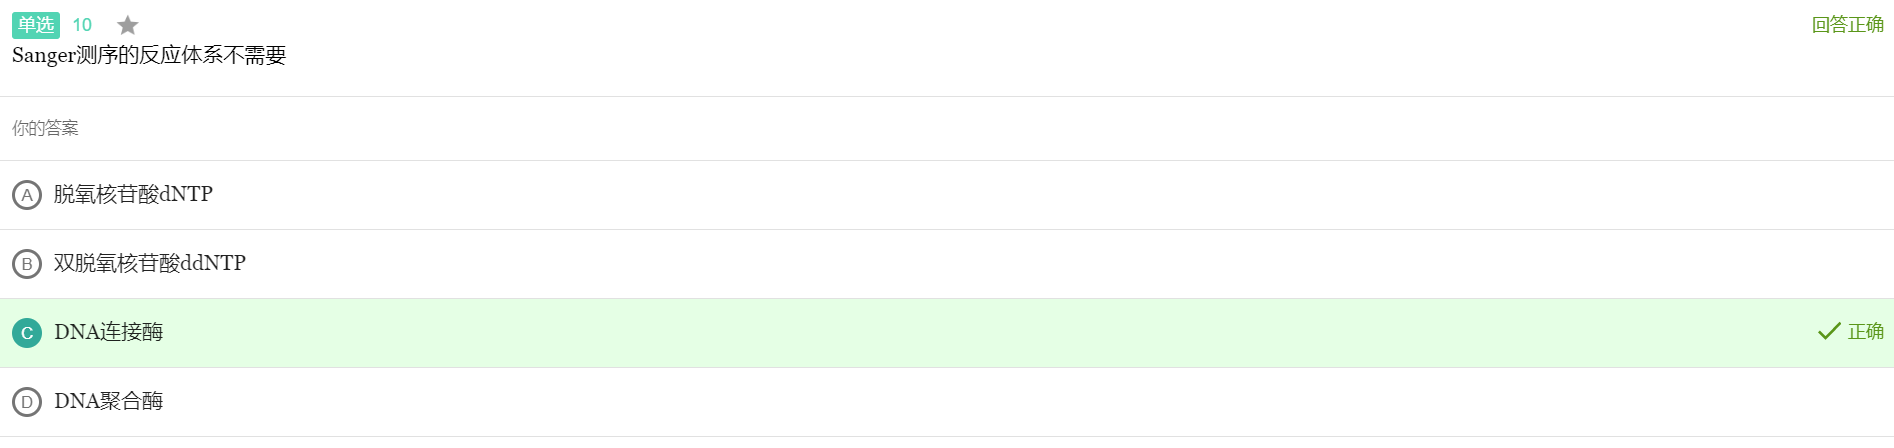 单选 10 回答正确
Sanger测序的反应体系不需要
你的答案
A 脱氧核苷酸dNTP
B 双脱氧核苷酸ddNTP
C DNA连接酶 正确
D DNA聚合酶